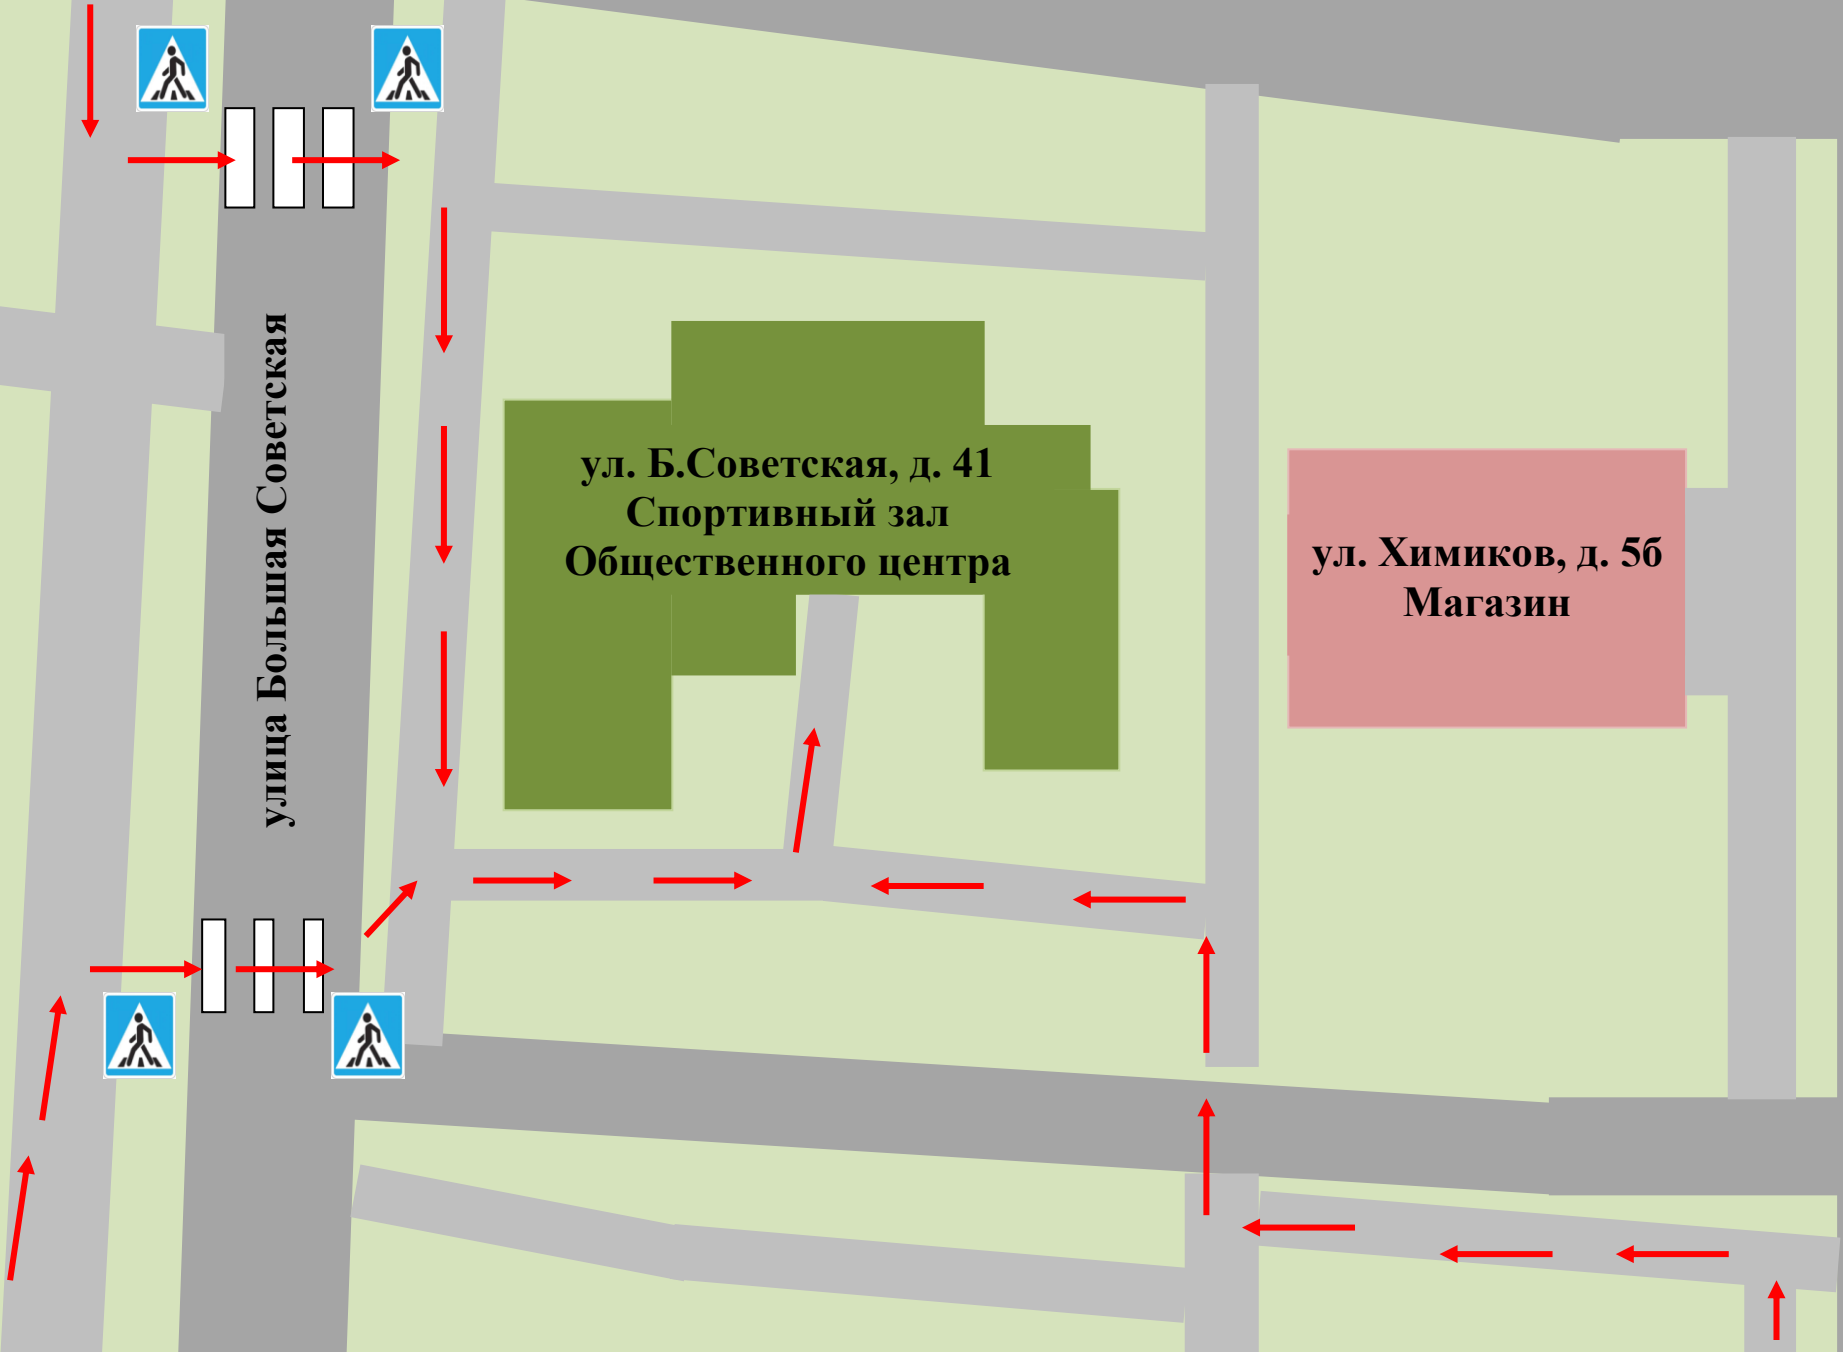 улица Большая Советская
ул. Б.Советская, д. 41
Спортивный зал
Общественного центра
ул. Химиков, д. 5б
Магазин